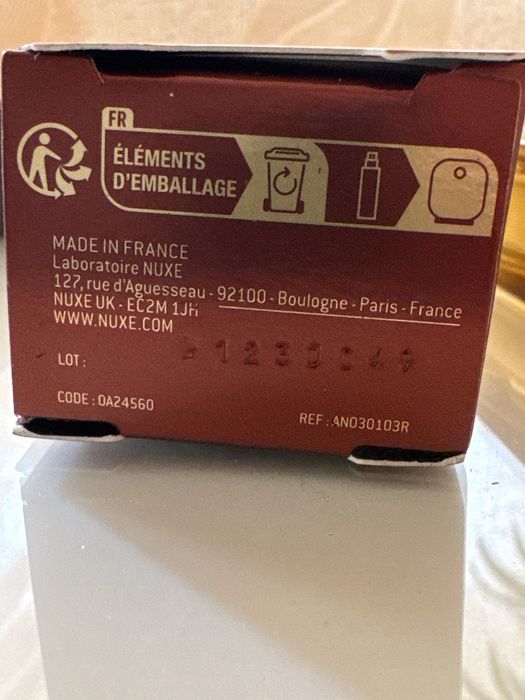 FR
ÉLÉMENTS
D'EMBALLAGE
MADE IN FRANCE
Laboratoire NUXE
127, rue d'Aguesseau - 92100 - Boulogne - Paris - France
NUXE UK - EC2M 1JH
WWW.NUXE.COM
LOT :
CODE : 0A24560
REF : AN030103R